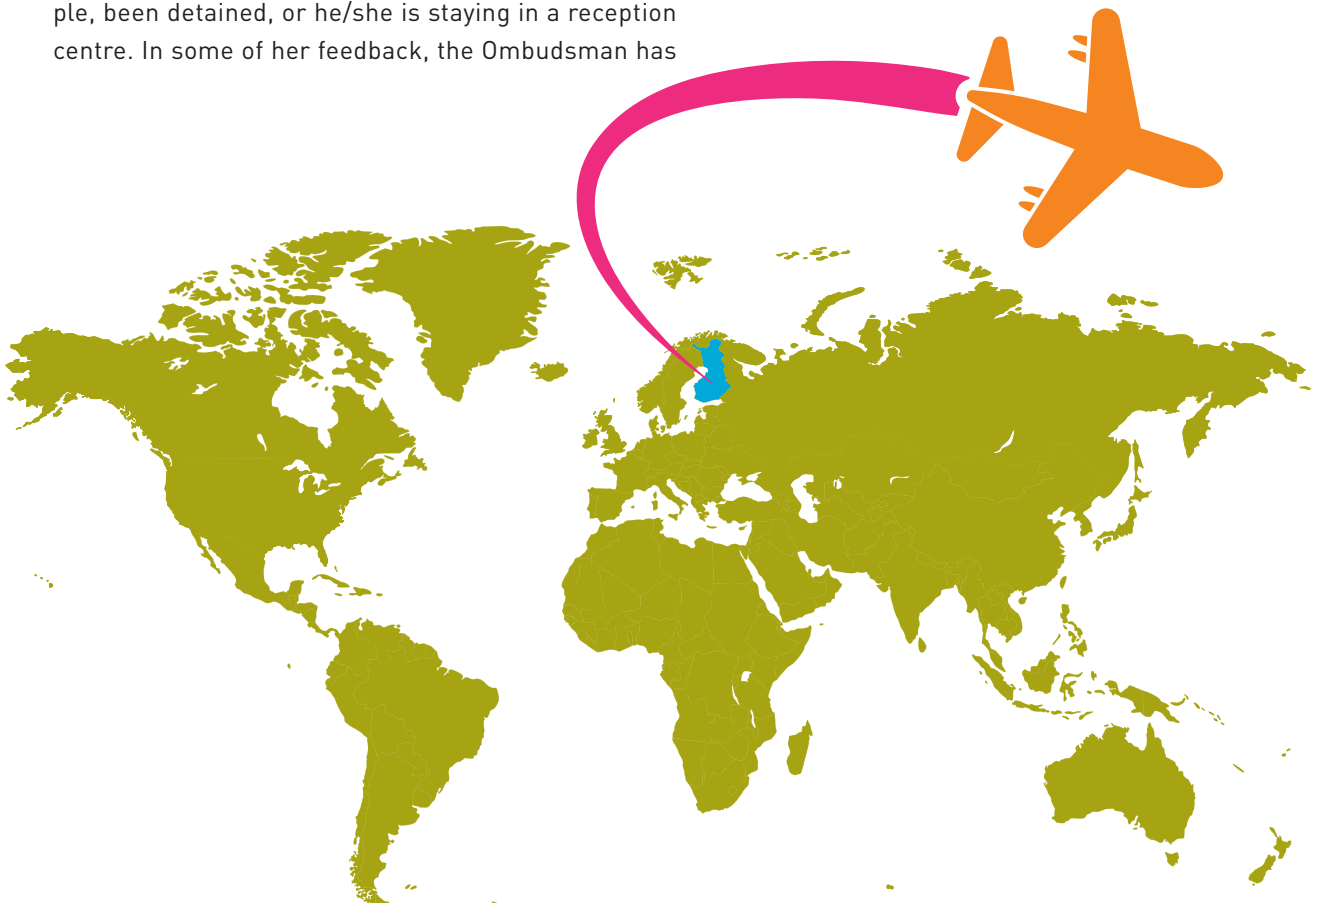 ple, been detained, or he/she is staying in a reception
centre. In some of her feedback, the Ombudsman has